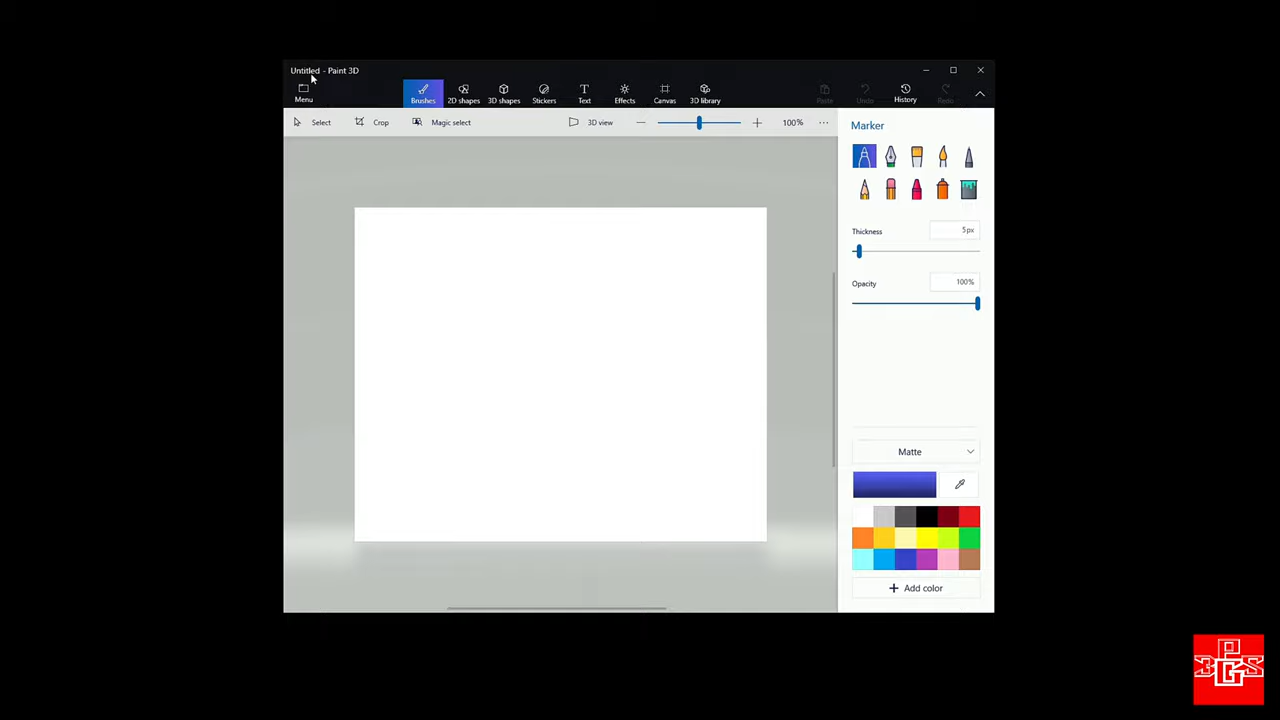 Untitled - Paint 3D
Menu
Brushes 2D shapes 3D shapes Stickers Text Effects Canvas 3D library Paste Undo History Redo
Select Crop Magic select 3D view 100%
Marker
Thickness 5px
Opacity 100%
Matte
Add color
P
3GS